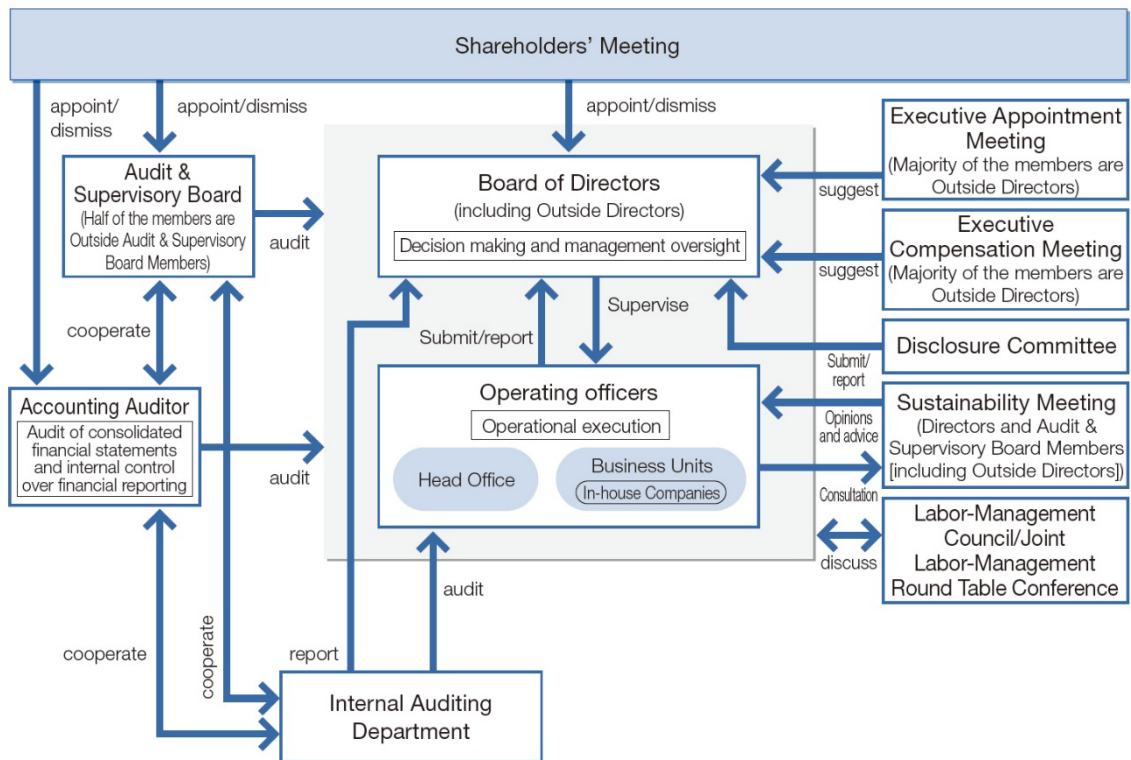 Shareholders' Meeting
appoint/
dismiss
appoint/dismiss
appoint/dismiss
Audit &
Supervisory Board
(Half of the members are
Outside Audit & Supervisory
Board Members)
audit
Board of Directors
(including Outside Directors)
Decision making and management oversight
Executive Appointment
Meeting
(Majority of the members are
Outside Directors)
suggest
Executive
Compensation Meeting
(Majority of the members are
Outside Directors)
suggest
cooperate
Submit/report
Supervise
Disclosure Committee
Submit/
report
Accounting Auditor
Audit of consolidated
financial statements
and internal control
over financial reporting
audit
Operating officers
Operational execution
Head Office
Business Units
In-house Companies
Sustainability Meeting
(Directors and Audit &
Supervisory Board Members
[including Outside Directors])
Opinions
and advice
Consultation
Labor-Management
Council/Joint
Labor-Management
Round Table Conference
discuss
audit
cooperate
cooperate
report
Internal Auditing
Department